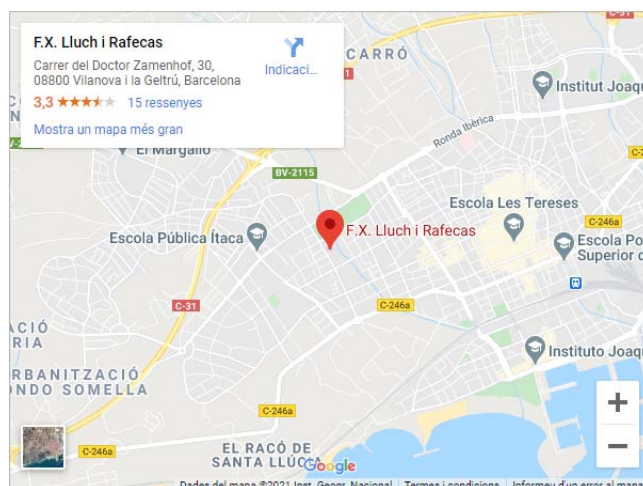 F.X. Lluch i Rafecas
Carrer del Doctor Zamenhof, 30,
08800 Vilanova i la Geltrú, Barcelona
3,3
15 ressenyes
Mostra un mapa més gran
Indicaci...
CARRÓ
Institut Joaq
Ronda Ibèrica
El Margalló
BV-2115
C-2
Escola Les Tereses
C-246a
Escola Pública Ítaca
F.X. Lluch i Rafecas
Escola Po
Superior d
C-31
C-246a
ACIÓ
RIA
Instituto Joaq
RBANITZACIÓ
ONDO SOMELLA
C-246a
C-31
C-246a
+
−
EL RACÓ DE
SANTA LLÚCIA
Google
Dades del mapa ©2021 Inst. Geogr. Nacional
Termes i condicions
Informeu d'un error al mapa